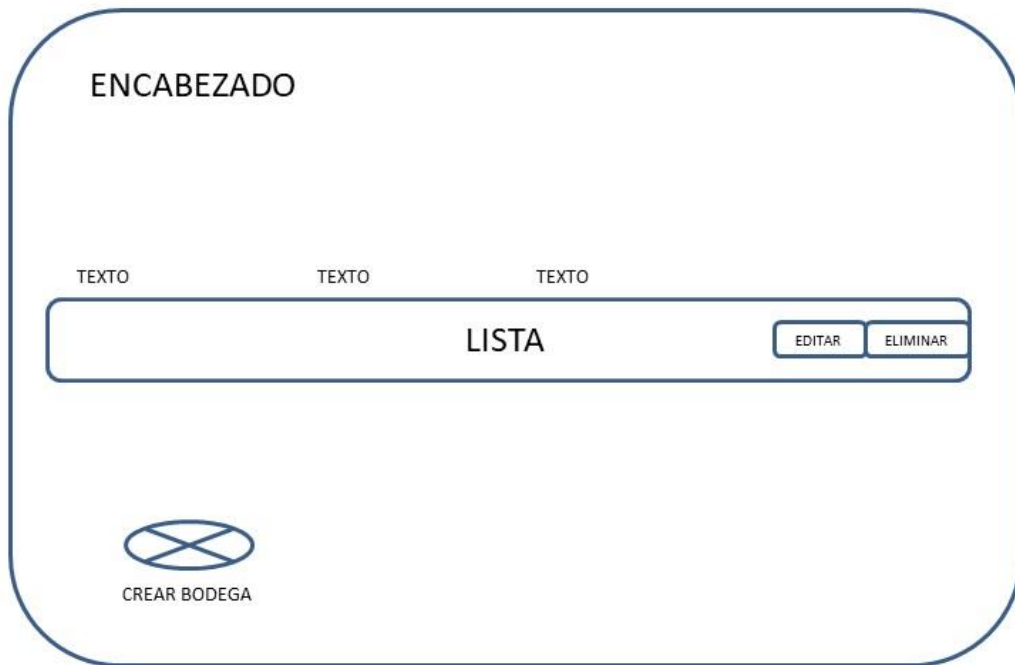 ENCABEZADO
TEXTO TEXTO TEXTO
LISTA EDITAR ELIMINAR
CREAR BODEGA